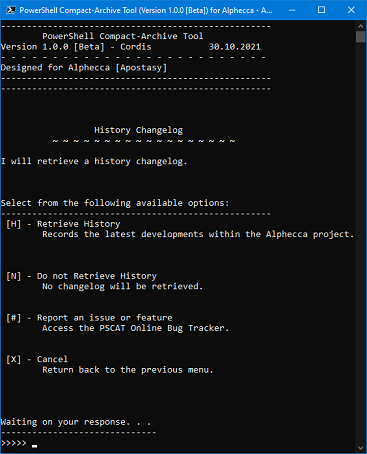 PowerShell Compact-Archive Tool (Version 1.0.0 [Beta]) for Alphecca - A...
-----------------------------------------------------
PowerShell Compact-Archive Tool
Version 1.0.0 [Beta] - Cordis 30.10.2021
- - - - - - - - - - - - - - - - - - - - - - - - - - -
Designed for Alphecca [Apostasy]
-----------------------------------------------------
-----------------------------------------------------
History Changelog
~ ~ ~ ~ ~ ~ ~ ~ ~ ~ ~ ~ ~ ~ ~ ~ ~ ~
I will retrieve a history changelog.
Select from the following available options:
-----------------------------------------------------
[H] - Retrieve History
Records the latest developments within the Alphecca project.
[N] - Do not Retrieve History
No changelog will be retrieved.
[#] - Report an issue or feature
Access the PSCAT Online Bug Tracker.
[X] - Cancel
Return back to the previous menu.
Waiting on your response. . .
------------------------------
>>>>> _